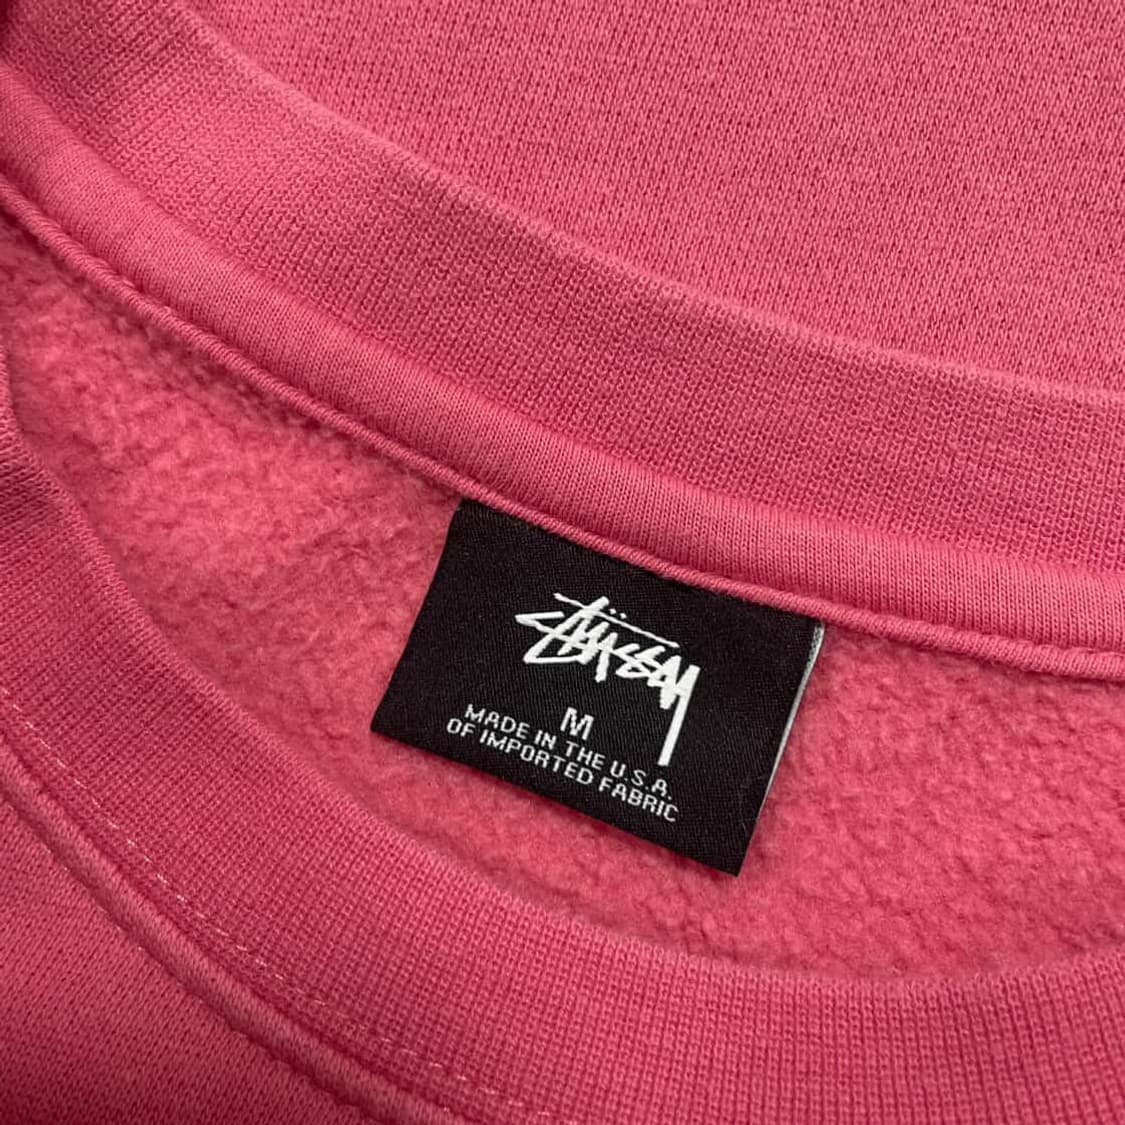 Stüssy
M
MADE IN THE U.S.A.
OF IMPORTED FABRIC